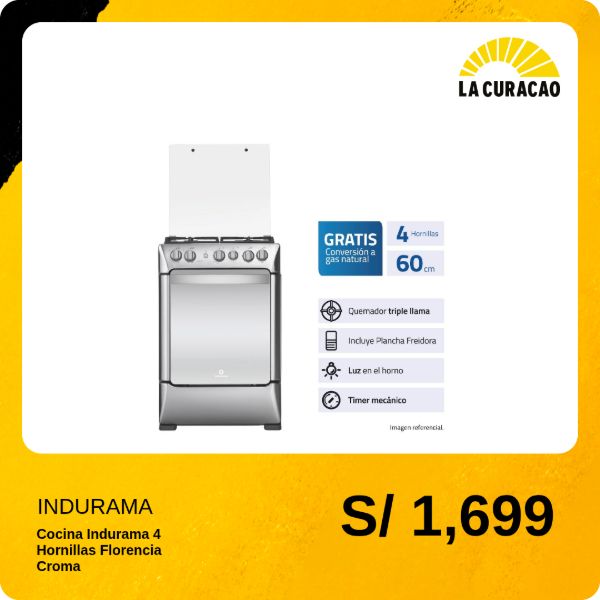 LA CURACAO
GRATIS
Conversión a
gas natural
4 Hornillas
60 cm
Quemador triple llama
Incluye Plancha Freidora
Luz en el horno
Timer mecánico
Imagen referencial.
INDURAMA
Cocina Indurama 4
Hornillas Florencia
Croma
S/ 1,699